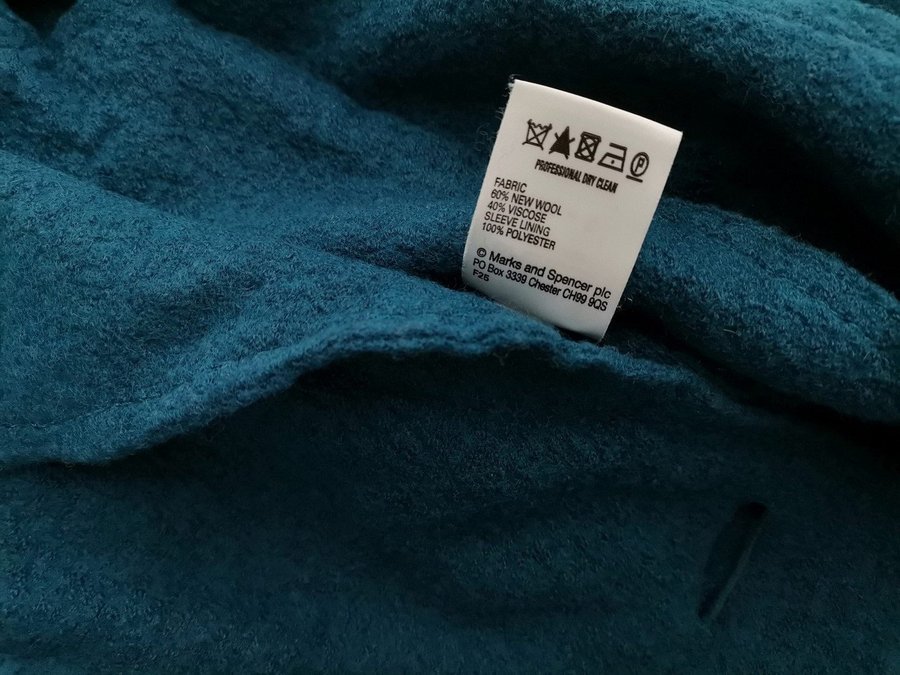 P
PROFESSIONAL DRY CLEAN
FABRIC
60% NEW WOOL
40% VISCOSE
SLEEVE LINING
100% POLYESTER
© Marks and Spencer plc
PO Box 3339 Chester CH99 9QS
F25